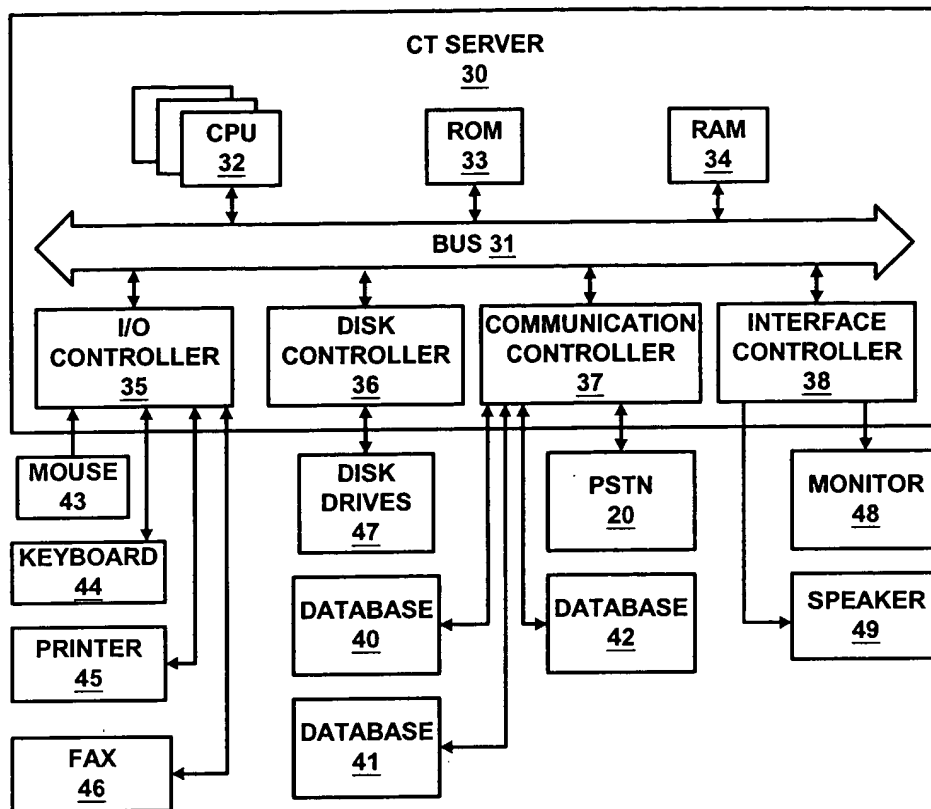 CT SERVER
30
CPU
32
ROM
33
RAM
34
BUS 31
I/O
CONTROLLER
35
DISK
CONTROLLER
36
COMMUNICATION
CONTROLLER
37
INTERFACE
CONTROLLER
38
MOUSE
43
DISK
DRIVES
47
PSTN
20
MONITOR
48
KEYBOARD
44
DATABASE
40
DATABASE
42
SPEAKER
49
PRINTER
45
DATABASE
41
FAX
46